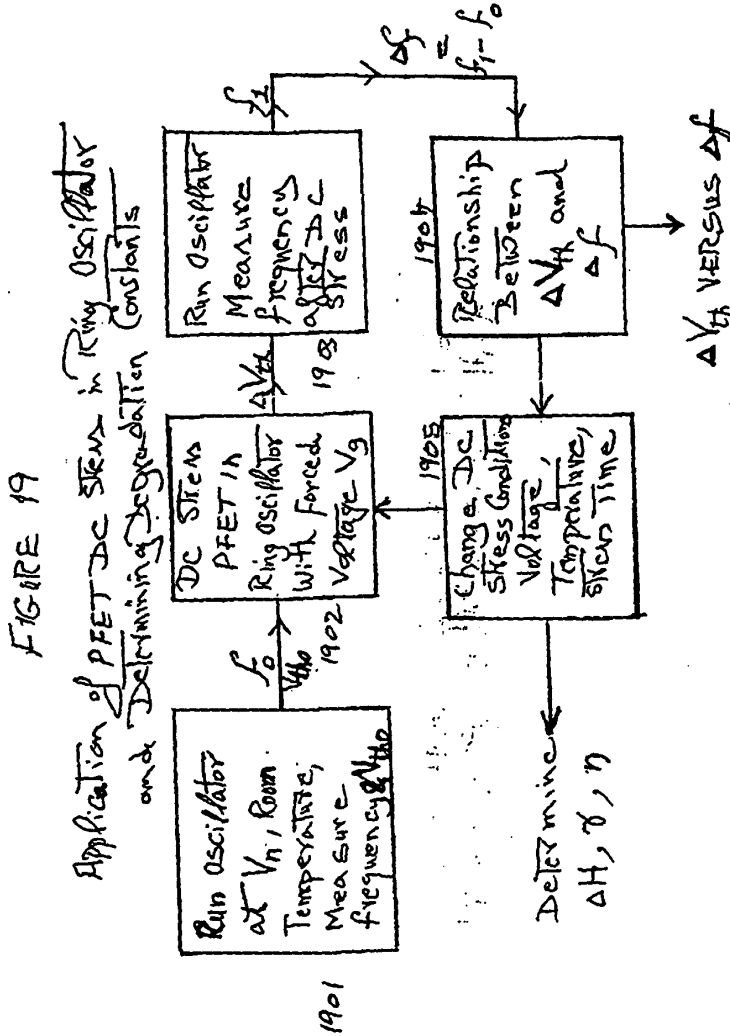 FIGURE 19
Application of PFET DC Stress in Ring Oscillator
and Determining Degradation Constants
1901
Run oscillator
at Vn, Room
Temperature,
Measure
frequency & Vtho
f0
Vtho
1902
DC Stress
PFET in
Ring oscillator
With forced
Voltage Vg
ΔVth
1903
Run Oscillator
Measure
frequency
after DC
Stress
f1
Δf
=
f1-f0
1904
Relationship
Between
ΔVth and
Δf
ΔVth VERSUS Δf
1905
Change DC
Stress Condition
Voltage,
Temperature,
Stress Time
Determine
ΔH, γ, η